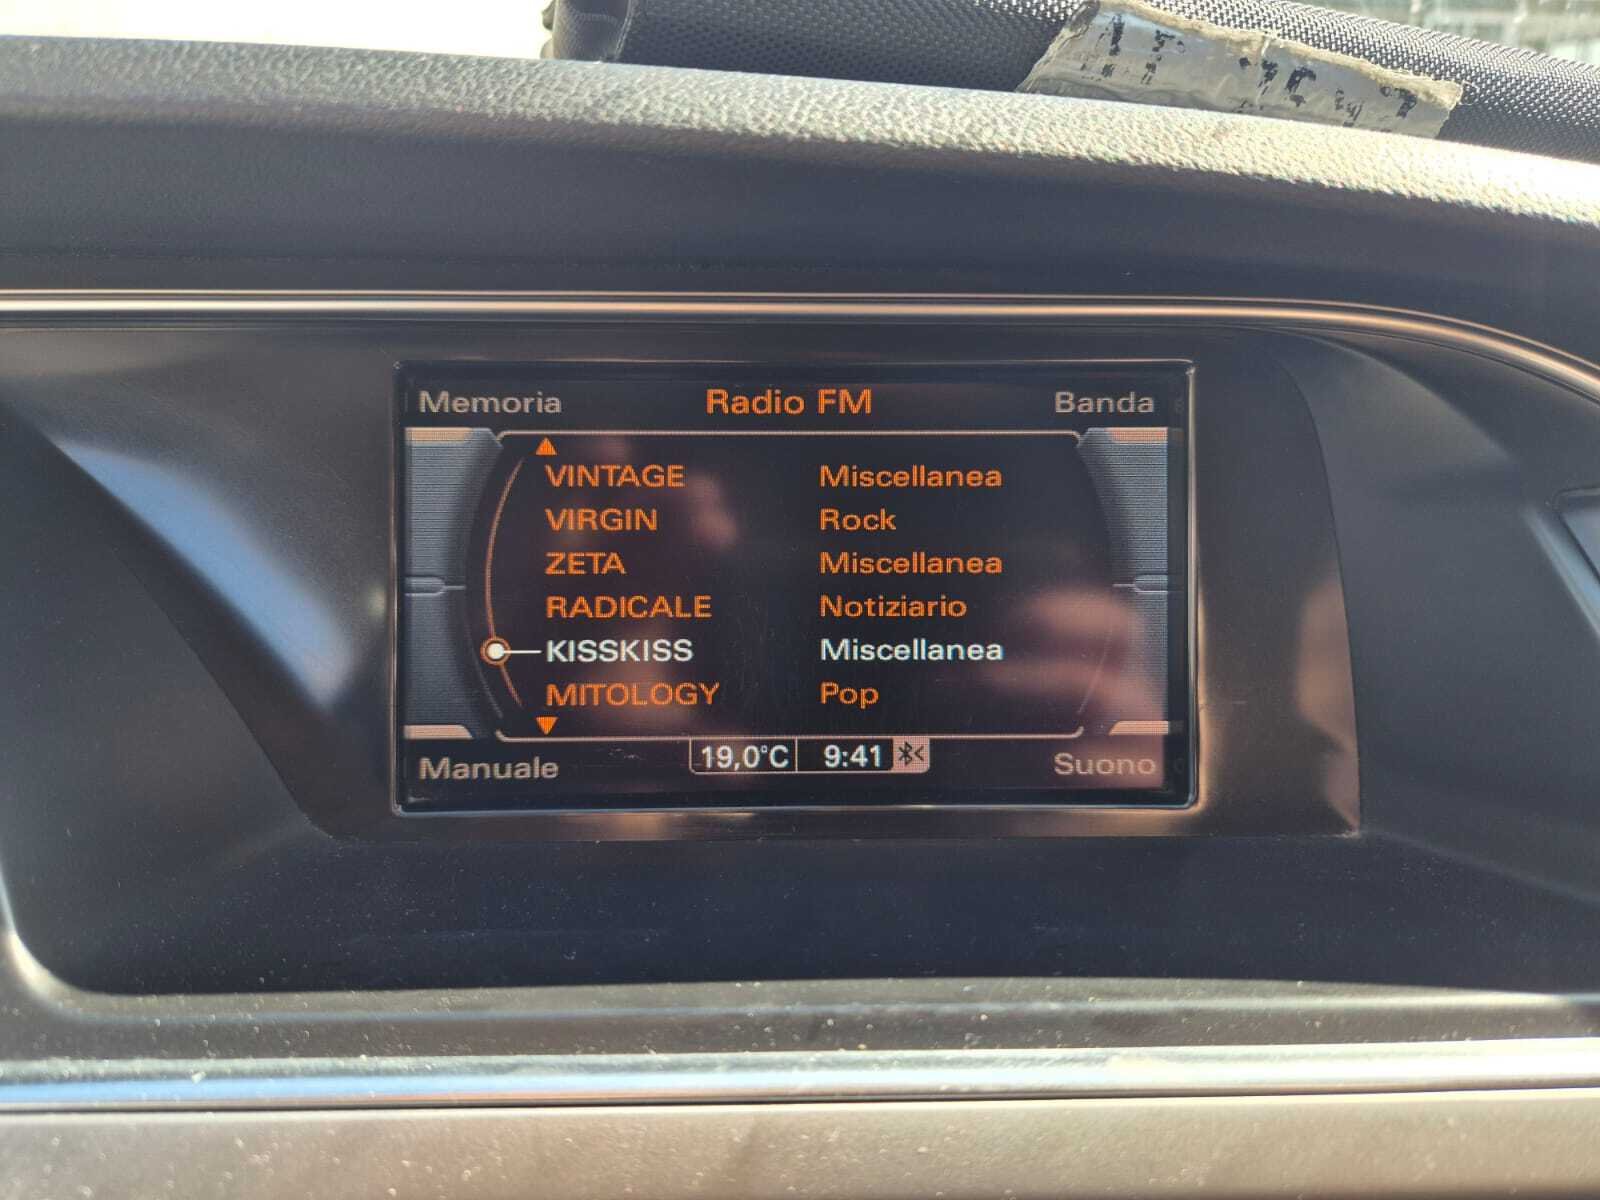 Memoria Radio FM Banda
VINTAGE Miscellanea
VIRGIN Rock
ZETA Miscellanea
RADICALE Notiziario
KISSKISS Miscellanea
MITOLOGY Pop
Manuale 19,0°C 9:41 Suono